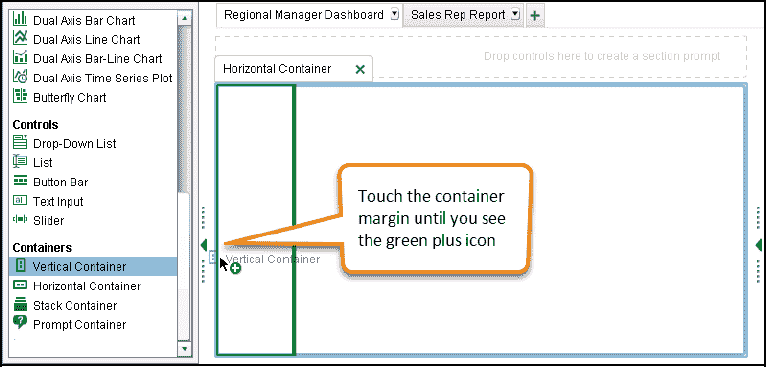 Dual Axis Bar Chart
Dual Axis Line Chart
Dual Axis Bar-Line Chart
Dual Axis Time Series Plot
Butterfly Chart
Controls
Drop-Down List
List
Button Bar
Text Input
Slider
Containers
Vertical Container
Horizontal Container
Stack Container
Prompt Container
Regional Manager Dashboard
Sales Rep Report
Drop controls here to create a section prompt
Horizontal Container
Touch the container
margin until you see
the green plus icon
Vertical Container